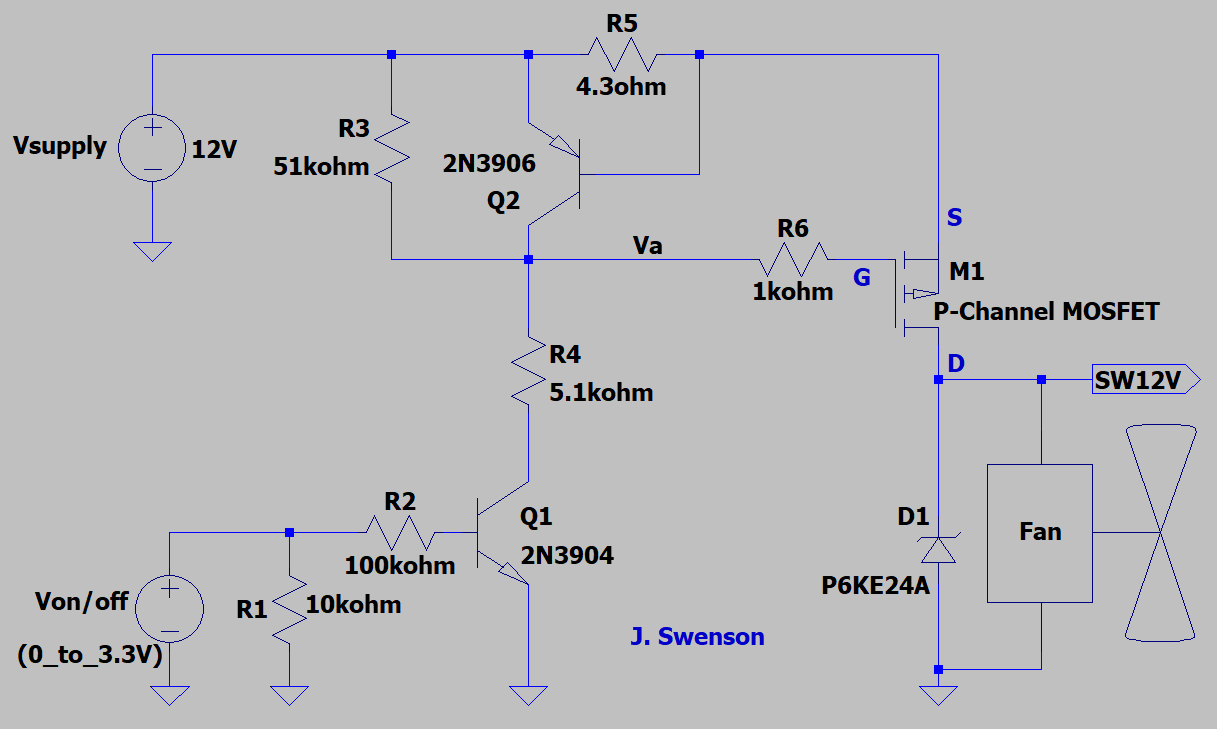 R5
4.3ohm
Vsupply
12V
R3
51kohm
2N3906
Q2
Va
R6
1kohm
S
G
M1
P-Channel MOSFET
D
SW12V
R4
5.1kohm
R2
100kohm
Q1
2N3904
D1
P6KE24A
Fan
Von/off
(0_to_3.3V)
R1
10kohm
J. Swenson